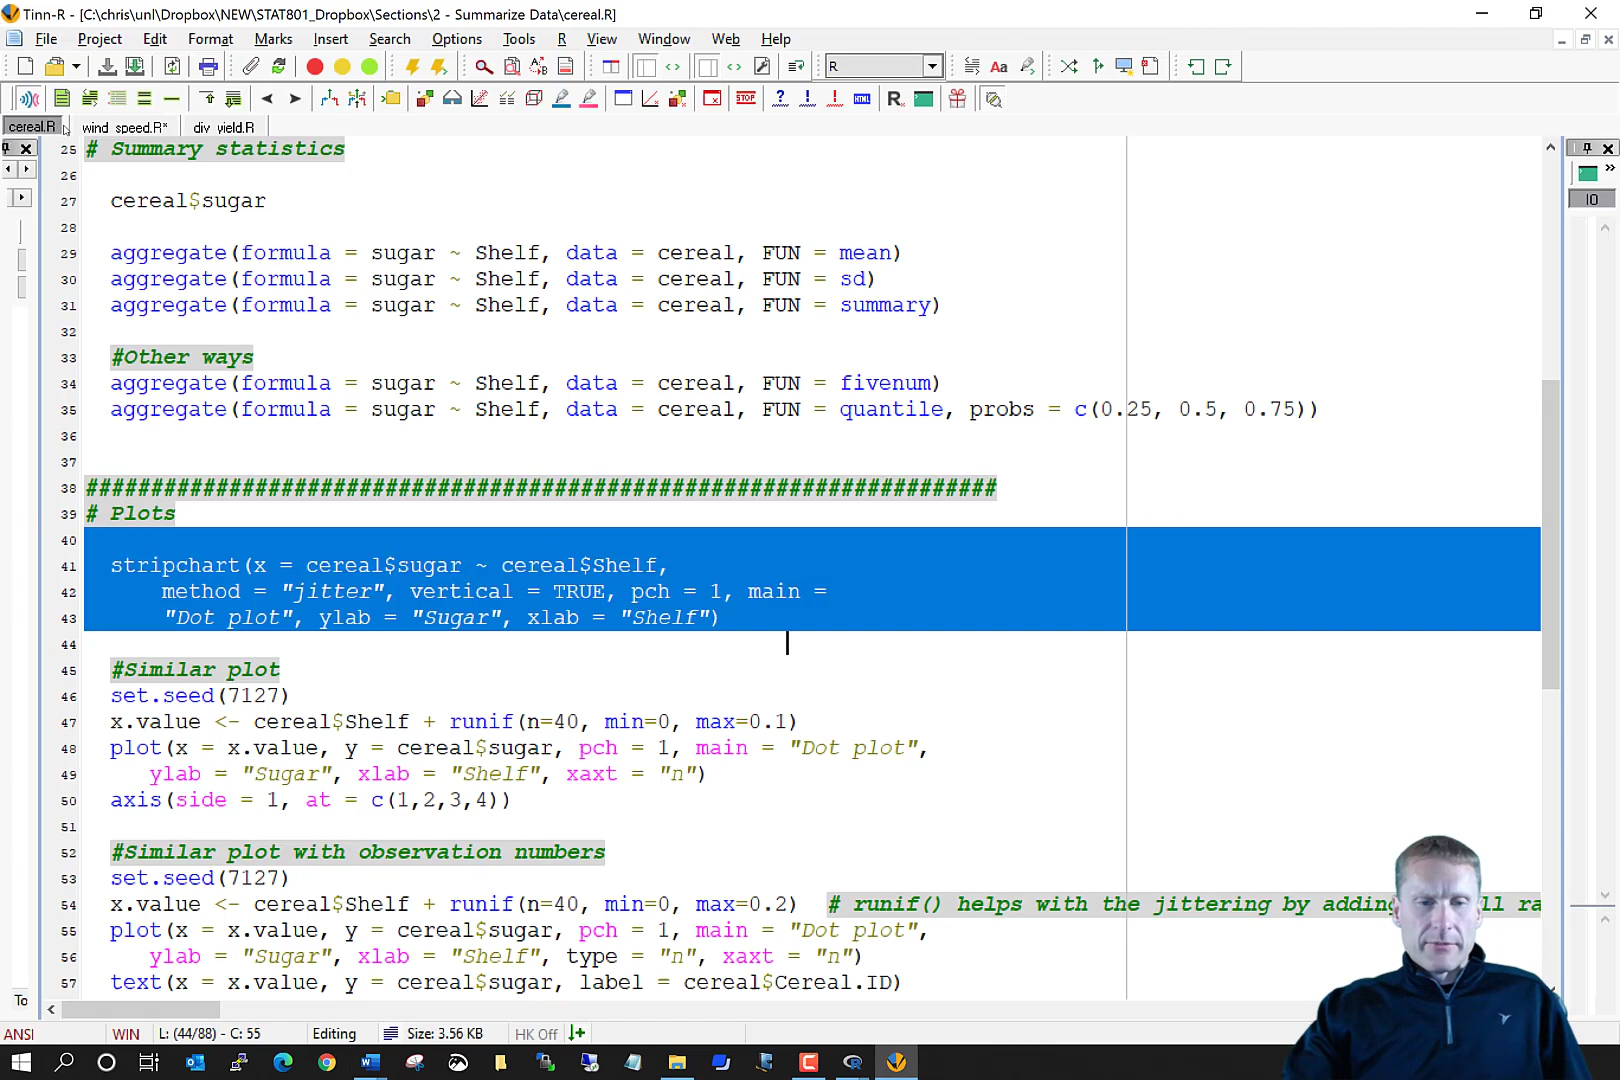 Tinn-R - [C:\chris\unl\Dropbox\NEW\STAT801_Dropbox\Sections\2 - Summarize Data\cereal.R]
File Project Edit Format Marks Insert Search Options Tools R View Window Web Help
R Aa
STOP ? ! ! HTML R
cereal.R wind_speed.R* div_yield.R
25 # Summary statistics
26
27 cereal$sugar
28
29 aggregate(formula = sugar ~ Shelf, data = cereal, FUN = mean)
30 aggregate(formula = sugar ~ Shelf, data = cereal, FUN = sd)
31 aggregate(formula = sugar ~ Shelf, data = cereal, FUN = summary)
32
33 #Other ways
34 aggregate(formula = sugar ~ Shelf, data = cereal, FUN = fivenum)
35 aggregate(formula = sugar ~ Shelf, data = cereal, FUN = quantile, probs = c(0.25, 0.5, 0.75))
36
37
38 ######################################################################
39 # Plots
40
41 stripchart(x = cereal$sugar ~ cereal$Shelf,
42 method = "jitter", vertical = TRUE, pch = 1, main =
43 "Dot plot", ylab = "Sugar", xlab = "Shelf")
44
45 #Similar plot
46 set.seed(7127)
47 x.value <- cereal$Shelf + runif(n=40, min=0, max=0.1)
48 plot(x = x.value, y = cereal$sugar, pch = 1, main = "Dot plot",
49 ylab = "Sugar", xlab = "Shelf", xaxt = "n")
50 axis(side = 1, at = c(1,2,3,4))
51
52 #Similar plot with observation numbers
53 set.seed(7127)
54 x.value <- cereal$Shelf + runif(n=40, min=0, max=0.2) # runif() helps with the jittering by adding
55 plot(x = x.value, y = cereal$sugar, pch = 1, main = "Dot plot",
56 ylab = "Sugar", xlab = "Shelf", type = "n", xaxt = "n")
57 text(x = x.value, y = cereal$sugar, label = cereal$Cereal.ID)
IO
To
ANSI WIN L: (44/88) - C: 55 Editing Size: 3.56 KB HK Off